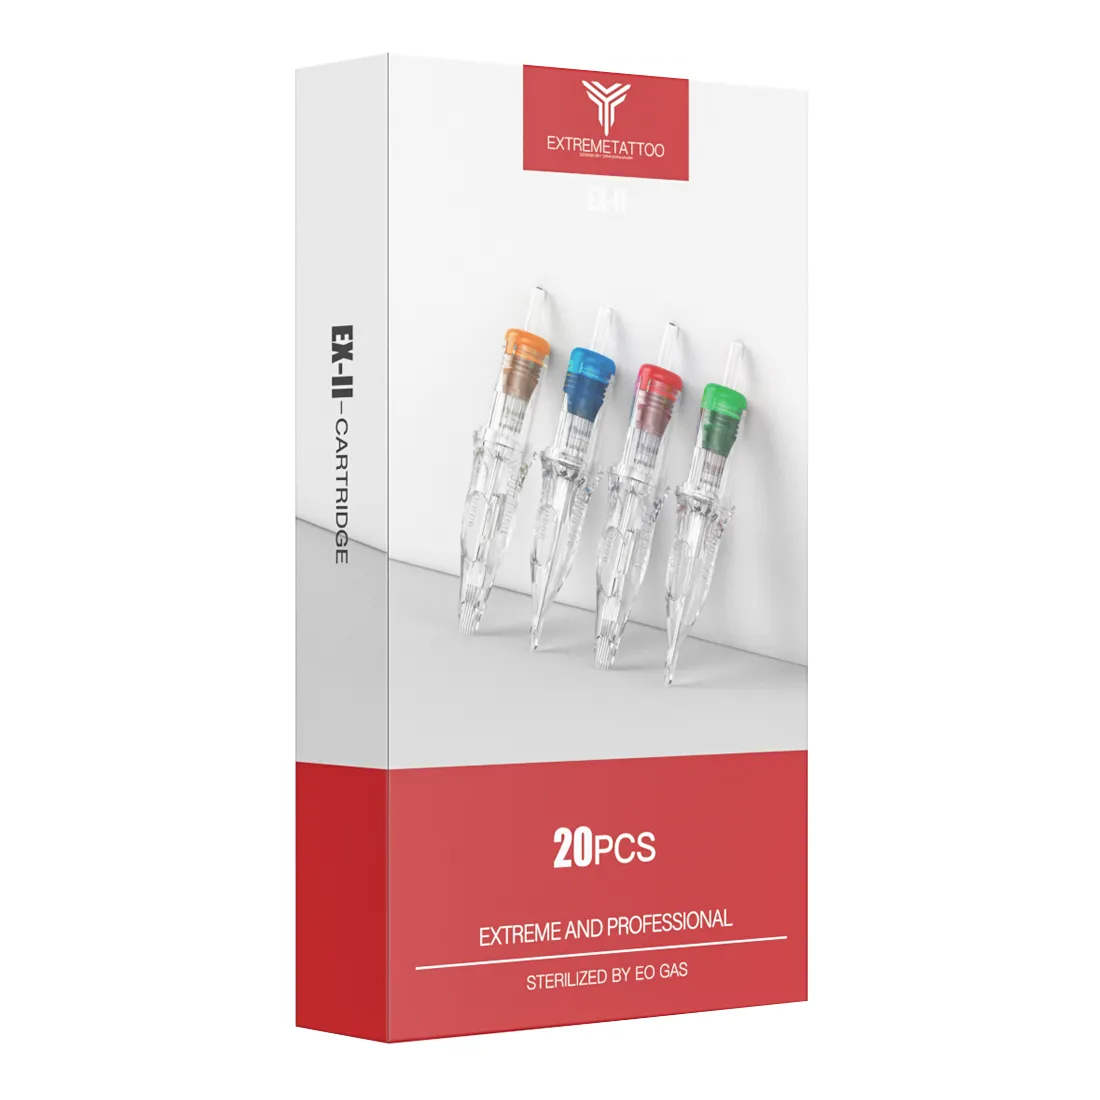 EXTREMETATTOO
EX-II
EX-II-CARTRIDGE
20PCS
EXTREME AND PROFESSIONAL
STERILIZED BY EO GAS